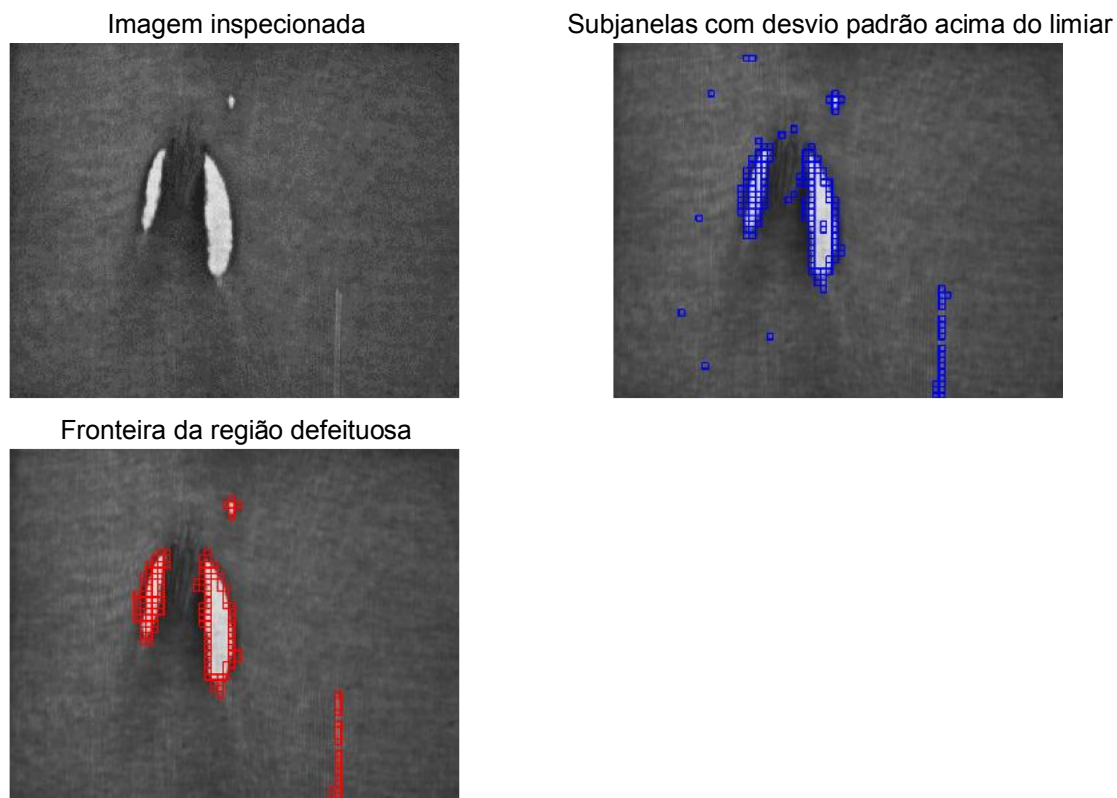 Imagem inspecionada
Subjanelas com desvio padrão acima do limiar
Fronteira da região defeituosa